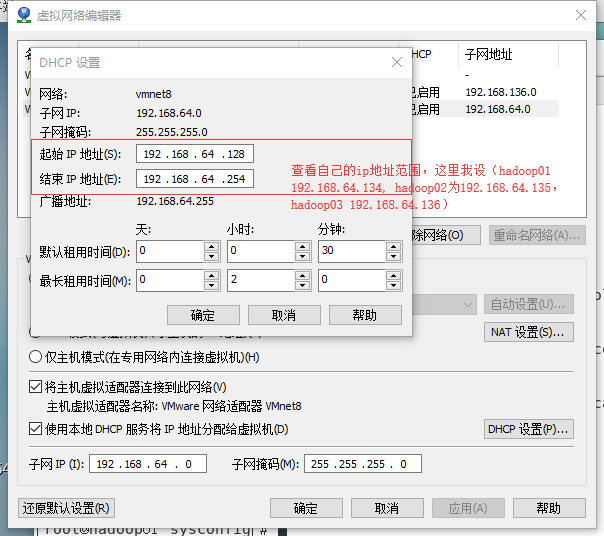 虚拟网络编辑器
DHCP 设置
DHCP
子网地址
网络:
vmnet8
-
子网 IP:
192.168.64.0
已启用
192.168.136.0
子网掩码:
255.255.255.0
已启用
192.168.64.0
起始 IP 地址(S):
192 .168 . 64 .128
结束 IP 地址(E):
192 .168 . 64 .254
查看自己的ip地址范围，这里我设（hadoop01
192.168.64.134, hadoop02为192.168.64.135，
hadoop03 192.168.64.136）
广播地址:
192.168.64.255
天:
小时:
分钟:
默认租用时间(D):
0
0
30
除网络(O)
重命名网络(A)...
最长租用时间(M):
0
2
0
确定
取消
帮助
自动设置(U)...
NAT 设置(S)...
仅主机模式(在专用网络内连接虚拟机)(H)
将主机虚拟适配器连接到此网络(V)
主机虚拟适配器名称: VMware 网络适配器 VMnet8
使用本地 DHCP 服务将 IP 地址分配给虚拟机(D)
DHCP 设置(P)...
子网 IP (I):
192 .168 . 64 . 0
子网掩码(M):
255 .255 .255 . 0
还原默认设置(R)
确定
取消
应用(A)
帮助
root@hadoop01 sysconfig #